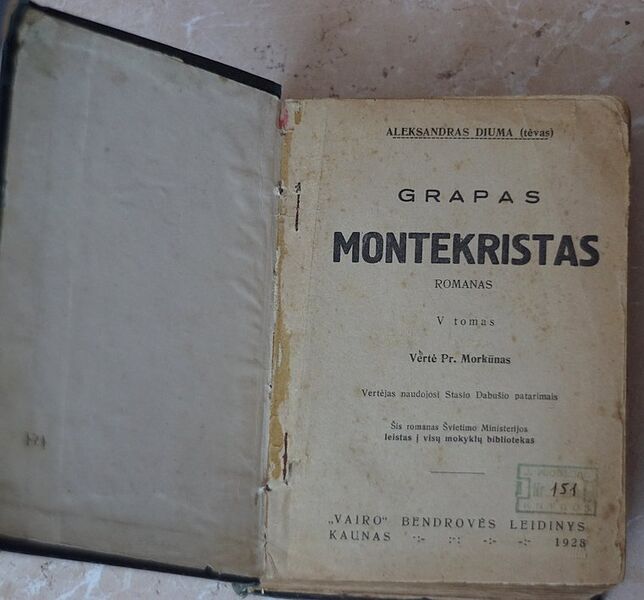 ALEKSANDRAS DIUMA (tėvas)
GRAPAS
MONTEKRISTAS
ROMANAS
V tomas
Vertė Pr. Morkūnas
Vertėjas naudojosi Stasio Dabušio patarimais
Šis romanas Švietimo Ministerijos
leistas į visų mokyklų bibliotekas
Nr 151
„VAIRO" BENDROVĖS LEIDINYS
KAUNAS 1928